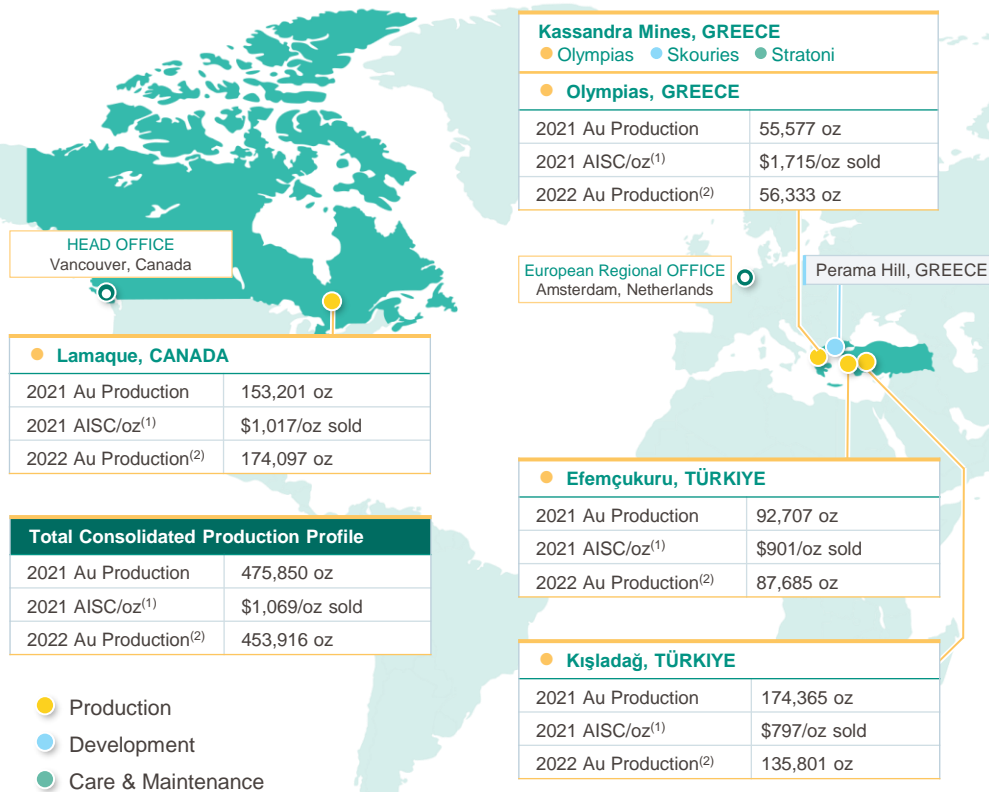 Kassandra Mines, GREECE
Olympias Skouries Stratoni
Olympias, GREECE
2021 Au Production 55,577 oz
2021 AISC/oz(1) $1,715/oz sold
2022 Au Production(2) 56,333 oz
HEAD OFFICE
Vancouver, Canada
European Regional OFFICE
Amsterdam, Netherlands
Perama Hill, GREECE
Lamaque, CANADA
2021 Au Production 153,201 oz
2021 AISC/oz(1) $1,017/oz sold
2022 Au Production(2) 174,097 oz
Efemçukuru, TÜRKIYE
2021 Au Production 92,707 oz
2021 AISC/oz(1) $901/oz sold
2022 Au Production(2) 87,685 oz
Total Consolidated Production Profile
2021 Au Production 475,850 oz
2021 AISC/oz(1) $1,069/oz sold
2022 Au Production(2) 453,916 oz
Kışladağ, TÜRKIYE
2021 Au Production 174,365 oz
2021 AISC/oz(1) $797/oz sold
2022 Au Production(2) 135,801 oz
Production
Development
Care & Maintenance